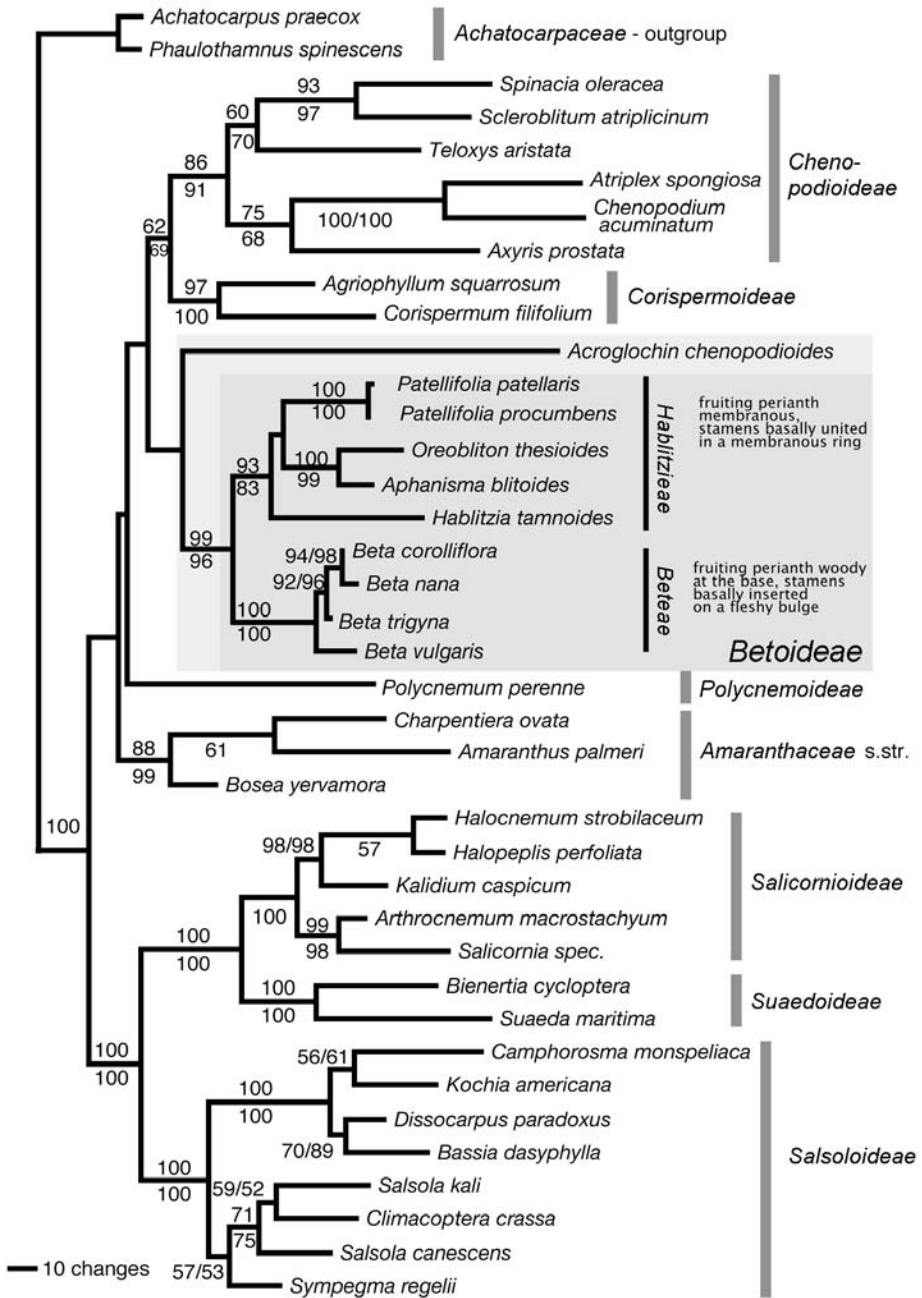 Achatocarpus praecox
Phaulothamnus spinescens
Achatocarpaceae - outgroup
93
97
Spinacia oleracea
Scleroblitum atriplicinum
60
70
Teloxys aristata
86
91
Atriplex spongiosa
Chenopodium
acuminatum
75
68
100/100
Axyris prostata
Cheno-
podioideae
62
69
97
100
Agriophyllum squarrosum
Corispermum filifolium
Corispermoideae
Acroglochin chenopodioides
100
100
Patellifolia patellaris
Patellifolia procumbens
100
99
Oreobliton thesioides
Aphanisma blitoides
93
83
Hablitzia tamnoides
Hablitzieae
fruiting perianth
membranous,
stamens basally united
in a membranous ring
99
96
94/98
92/96
100
100
Beta corolliflora
Beta nana
Beta trigyna
Beta vulgaris
Beteae
fruiting perianth woody
at the base, stamens
basally inserted
on a fleshy bulge
Betoideae
Polycnemum perenne
Polycnemoideae
88
99
61
Charpentiera ovata
Amaranthus palmeri
Bosea yervamora
Amaranthaceae s.str.
100
98/98
57
Halocnemum strobilaceum
Halopeplis perfoliata
Kalidium caspicum
100
99
98
Arthrocnemum macrostachyum
Salicornia spec.
Salicornioideae
100
100
100
100
Bienertia cycloptera
Suaeda maritima
Suaedoideae
100
100
56/61
Camphorosma monspeliaca
Kochia americana
100
100
Dissocarpus paradoxus
70/89
Bassia dasyphylla
Salsoloideae
100
100
59/52
Salsola kali
71
75
Climacoptera crassa
Salsola canescens
57/53
Sympegma regelii
10 changes